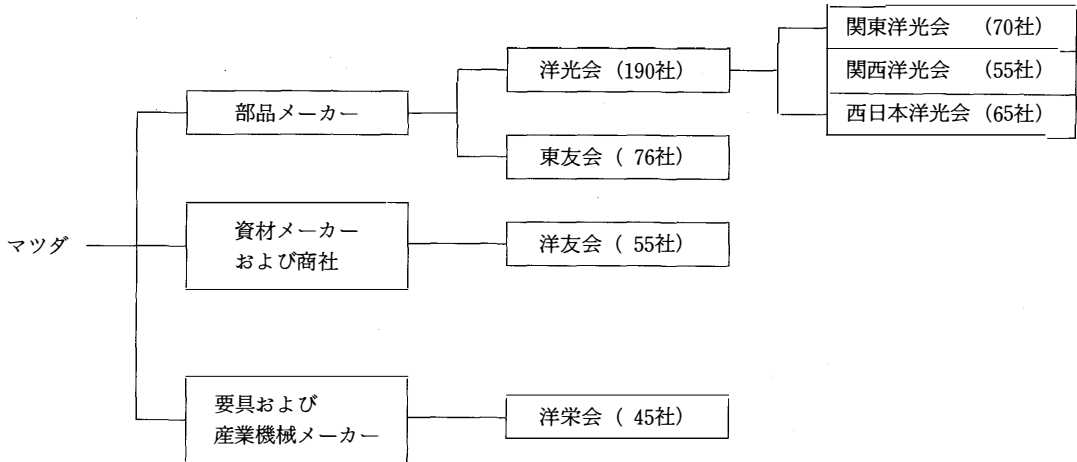 マツダ
部品メーカー
洋光会 (190社)
関東洋光会 (70社)
関西洋光会 (55社)
西日本洋光会 (65社)
東友会 ( 76社)
資材メーカー
および商社
洋友会 ( 55社)
要具および
産業機械メーカー
洋栄会 ( 45社)